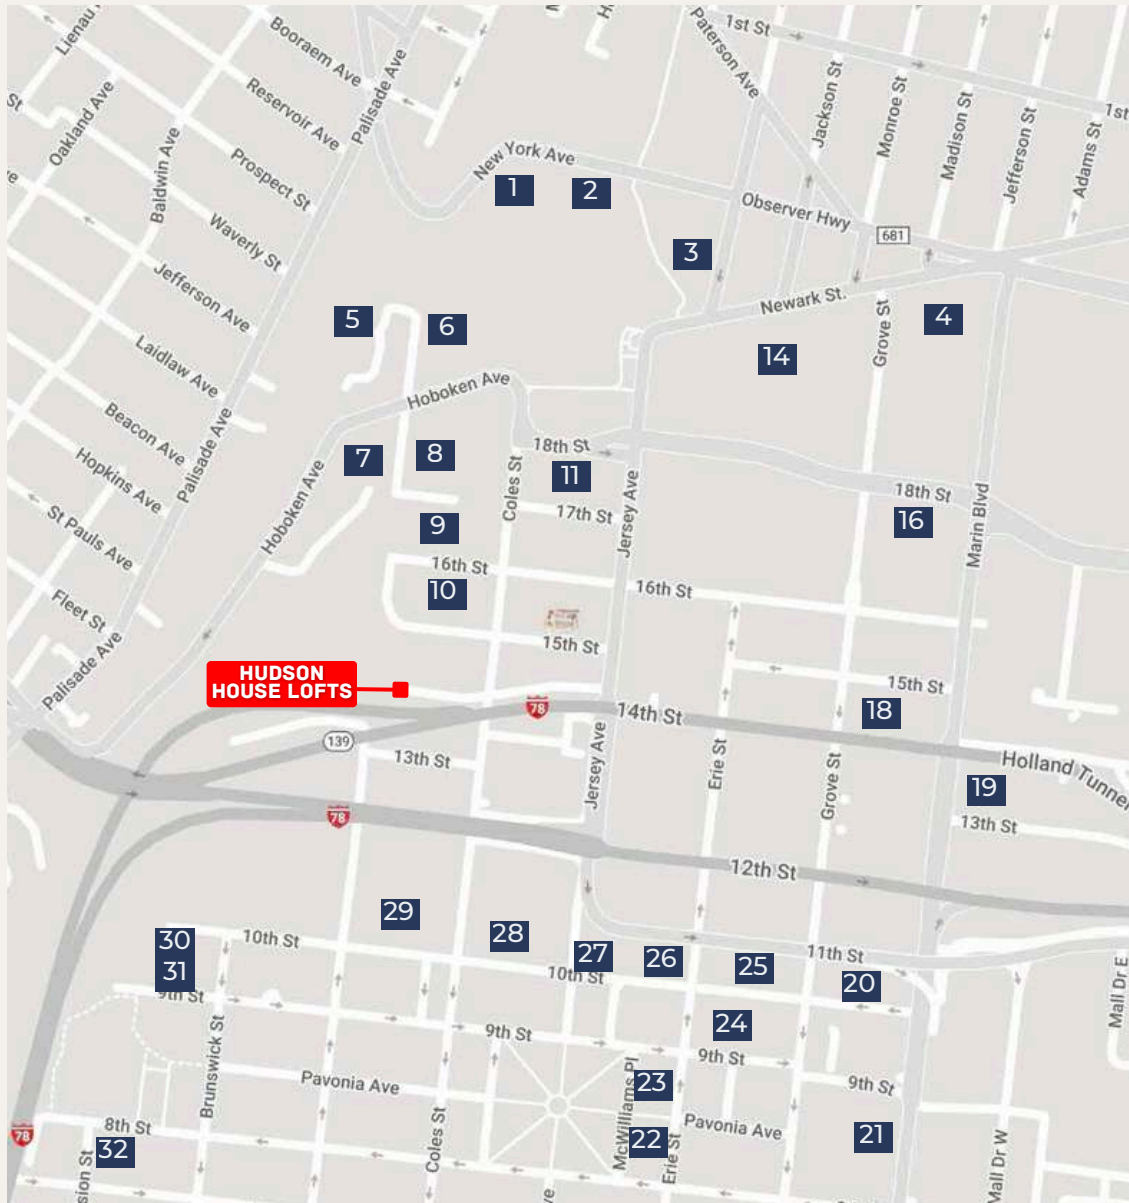 1st St
Paterson Ave
Lienau
Booraem Ave
Reservoir Ave
Palisade Ave
Oakland Ave
Baldwin Ave
Prospect St
Waverly St
Jefferson Ave
Laidlaw Ave
Beacon Ave
Hopkins Ave
St Pauls Ave
Fleet St
Palisade Ave
Palisade Ave
St
New York Ave
1
2
Jackson St
Monroe St
Madison St
Jefferson St
Adams St
1st
Observer Hwy
681
3
Newark St.
4
Grove St
14
5
6
Hoboken Ave
7
8
18th St
11
Coles St
17th St
Jersey Ave
Hoboken Ave
9
16th St
10
15th St
18th St
16
Marin Blvd
16th St
15th St
18
HUDSON
HOUSE LOFTS
78
14th St
139
13th St
Jersey Ave
Erie St
Grove St
Holland Tunnel
19
13th St
78
12th St
29
28
27
26
25
11th St
20
30
31
10th St
10th St
9th St
9th St
24
9th St
9th St
Mall Dr E
Brunswick St
Pavonia Ave
McWilliams Pl
23
22
Pavonia Ave
21
78
8th St
32
Coles St
Erie St
Mall Dr W
sion St
ve